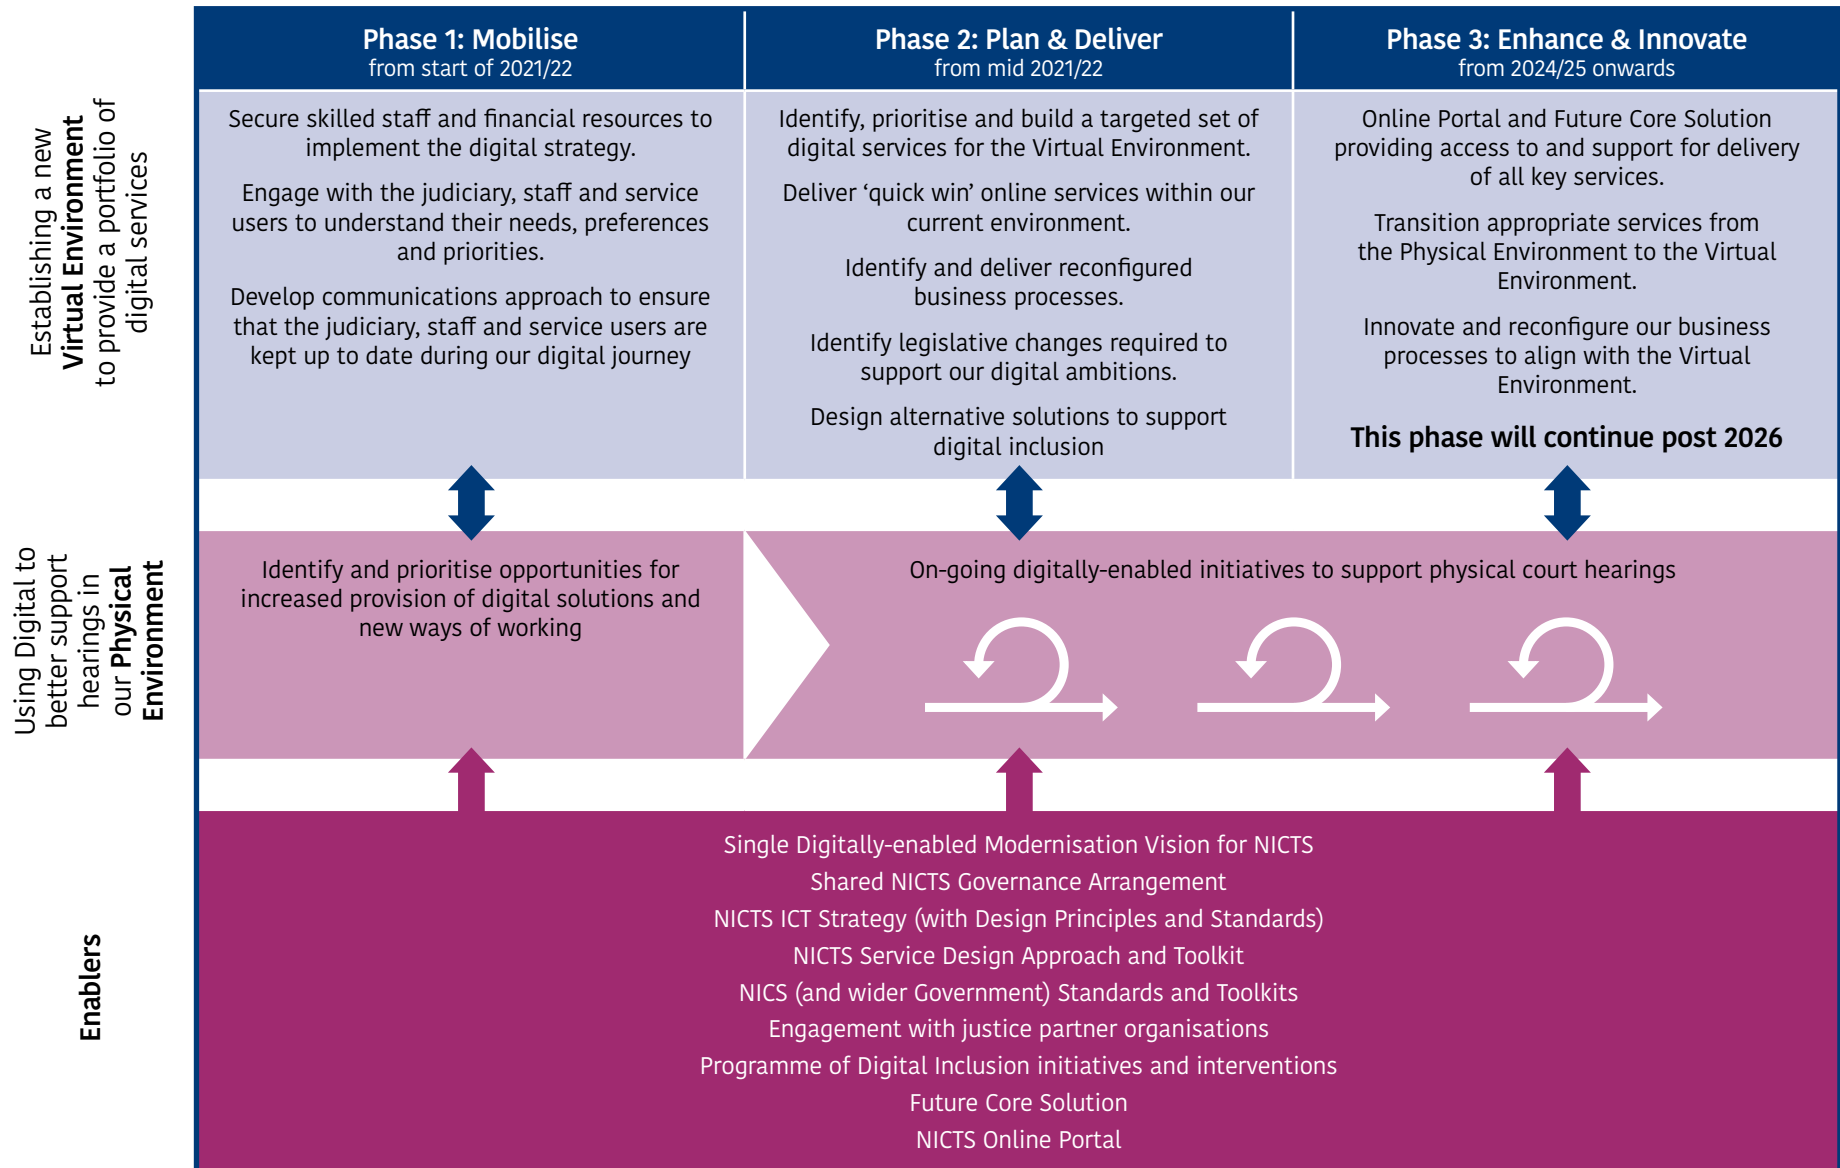 Phase 1: Mobilise
from start of 2021/22
Phase 2: Plan & Deliver
from mid 2021/22
Phase 3: Enhance & Innovate
from 2024/25 onwards
Establishing a new
Virtual Environment
to provide a portfolio of
digital services
Secure skilled staff and financial resources to
implement the digital strategy.
Engage with the judiciary, staff and service
users to understand their needs, preferences
and priorities.
Develop communications approach to ensure
that the judiciary, staff and service users are
kept up to date during our digital journey
Identify, prioritise and build a targeted set of
digital services for the Virtual Environment.
Deliver ‘quick win’ online services within our
current environment.
Identify and deliver reconfigured
business processes.
Identify legislative changes required to
support our digital ambitions.
Design alternative solutions to support
digital inclusion
Online Portal and Future Core Solution
providing access to and support for delivery
of all key services.
Transition appropriate services from
the Physical Environment to the Virtual
Environment.
Innovate and reconfigure our business
processes to align with the Virtual
Environment.
This phase will continue post 2026
Using Digital to
better support
hearings in
our Physical
Environment
Identify and prioritise opportunities for
increased provision of digital solutions and
new ways of working
On-going digitally-enabled initiatives to support physical court hearings
Enablers
Single Digitally-enabled Modernisation Vision for NICTS
Shared NICTS Governance Arrangement
NICTS ICT Strategy (with Design Principles and Standards)
NICTS Service Design Approach and Toolkit
NICS (and wider Government) Standards and Toolkits
Engagement with justice partner organisations
Programme of Digital Inclusion initiatives and interventions
Future Core Solution
NICTS Online Portal